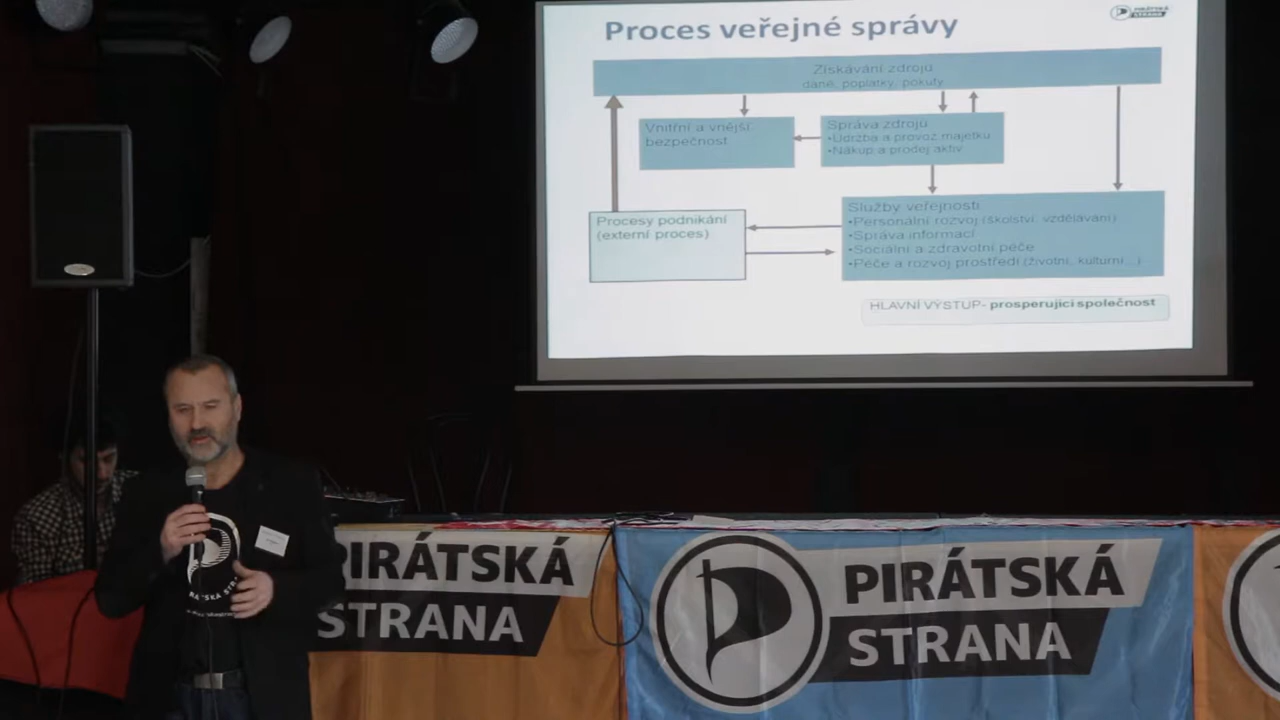 Proces veřejné správy
PIRÁTSKÁ
STRANA
Získávání zdrojů
daně, poplatky, pokuty
Vnitřní a vnější
bezpečnost
Správa zdrojů
•Údržba a provoz majetku
•Nákup a prodej aktiv
Procesy podnikání
(externí proces)
Služby veřejnosti
•Personální rozvoj (školství, vzdělávání)
•Správa informací
•Sociální a zdravotní péče
•Péče a rozvoj prostředí (životní, kulturní...)
HLAVNÍ VÝSTUP- prosperující společnost
PIRÁTSKÁ
STRANA
PIRÁTSKÁ
STRANA